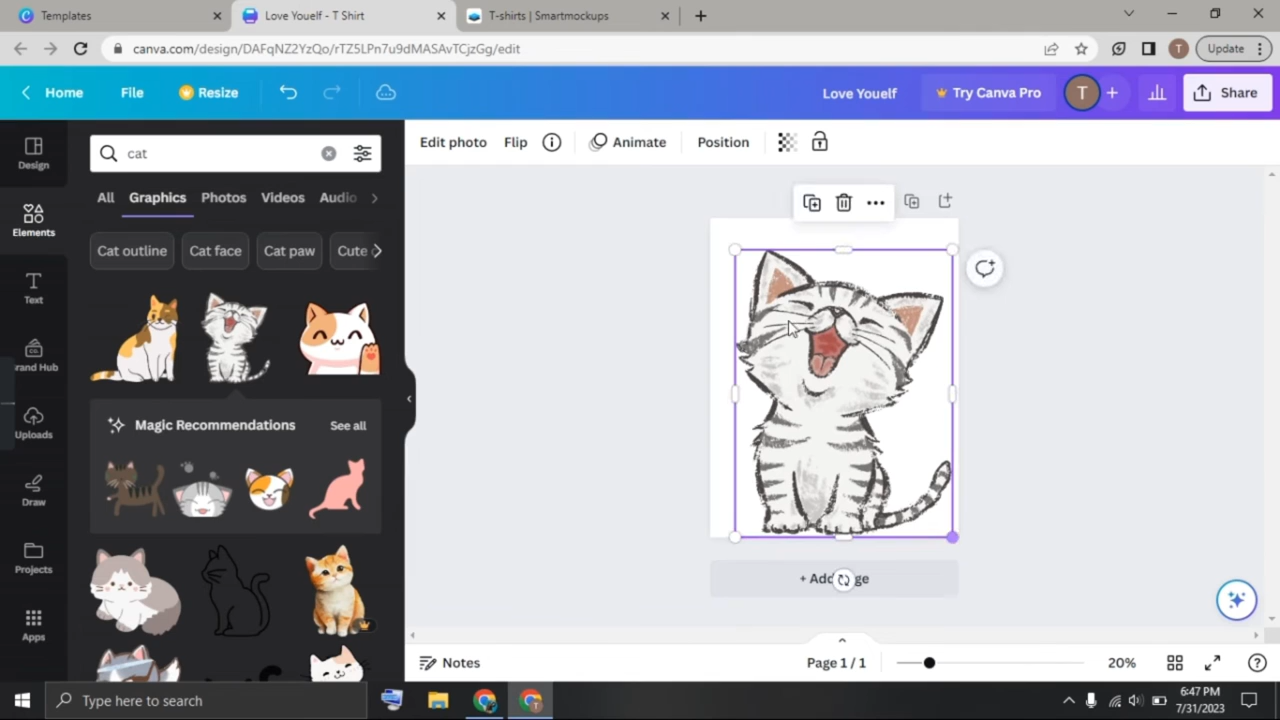 Templates
Love Youelf - T Shirt
T-shirts | Smartmockups
canva.com/design/DAFqNZ2YzQo/rTZ5LPn7u9dMASAvTCjzGg/edit
T
Update
Home
File
Resize
Love Youelf
Try Canva Pro
T
Share
Design
Elements
Text
rand Hub
Uploads
Draw
Projects
Apps
cat
All
Graphics
Photos
Videos
Audio
Cat outline
Cat face
Cat paw
Cute
Magic Recommendations
See all
Edit photo
Flip
Animate
Position
+ Add
ge
Notes
Page 1 / 1
20%
Type here to search
6:47 PM
7/31/2023